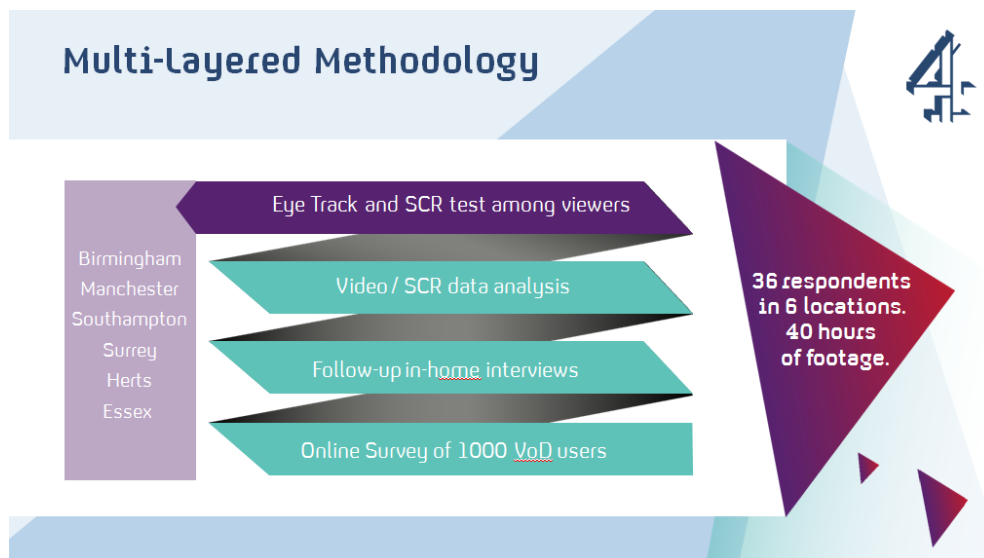 Multi-Layered Methodology
Birmingham
Manchester
Southampton
Surrey
Herts
Essex
Eye Track and SCR test among viewers
Video / SCR data analysis
Follow-up in-home interviews
Online Survey of 1000 VoD users
36 respondents
in 6 locations.
40 hours
of footage.